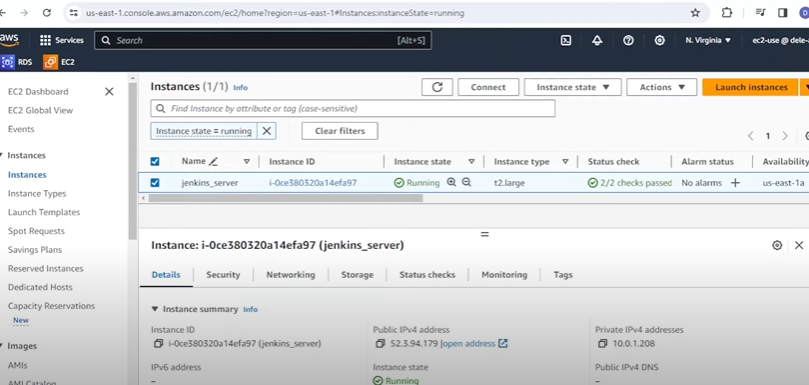 us-east-1.console.aws.amazon.com/ec2/home?region=us-east-1#Instances:instanceState=running
aws Services Search [Alt+S] N. Virginia ec2-use @ dele-
RDS EC2
EC2 Dashboard
EC2 Global View
Events
Instances
Instances
Instance Types
Launch Templates
Spot Requests
Savings Plans
Reserved Instances
Dedicated Hosts
Capacity Reservations
New
Images
AMIs
AMI Catalog
Instances (1/1) Info Connect Instance state Actions Launch instances
Find Instance by attribute or tag (case-sensitive)
Instance state = running Clear filters
1
Name Instance ID Instance state Instance type Status check Alarm status Availability
jenkins_server i-0ce380320a14efa97 Running t2.large 2/2 checks passed No alarms us-east-1a
Instance: i-0ce380320a14efa97 (jenkins_server)
Details Security Networking Storage Status checks Monitoring Tags
Instance summary Info
Instance ID Public IPv4 address Private IPv4 addresses
i-0ce380320a14efa97 (jenkins_server) 52.3.94.179 |open address 10.0.1.208
IPv6 address Instance state Public IPv4 DNS
– Running –